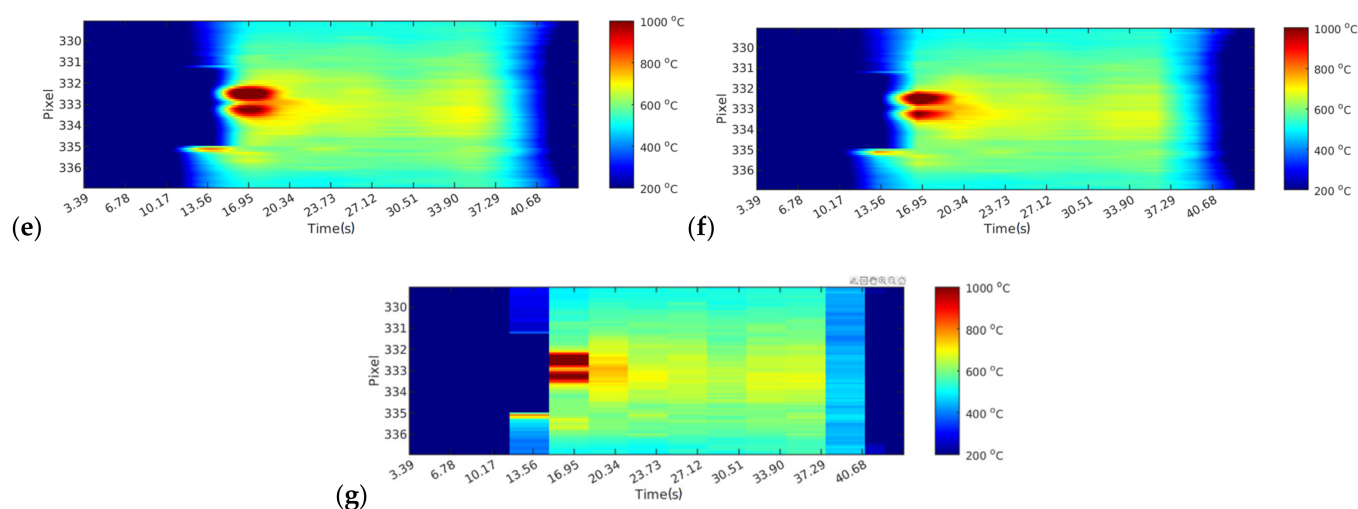 330
331
332
333
334
335
336
Pixel
3.39 6.78 10.17 13.56 16.95 20.34 23.73 27.12 30.51 33.90 37.29 40.68
Time(s)
1000 °C
800 °C
600 °C
400 °C
200 °C
(e)
330
331
332
333
334
335
336
Pixel
3.39 6.78 10.17 13.56 16.95 20.34 23.73 27.12 30.51 33.90 37.29 40.68
Time(s)
1000 °C
800 °C
600 °C
400 °C
200 °C
(f)
330
331
332
333
334
335
336
Pixel
3.39 6.78 10.17 13.56 16.95 20.34 23.73 27.12 30.51 33.90 37.29 40.68
Time(s)
1000 °C
800 °C
600 °C
400 °C
200 °C
(g)